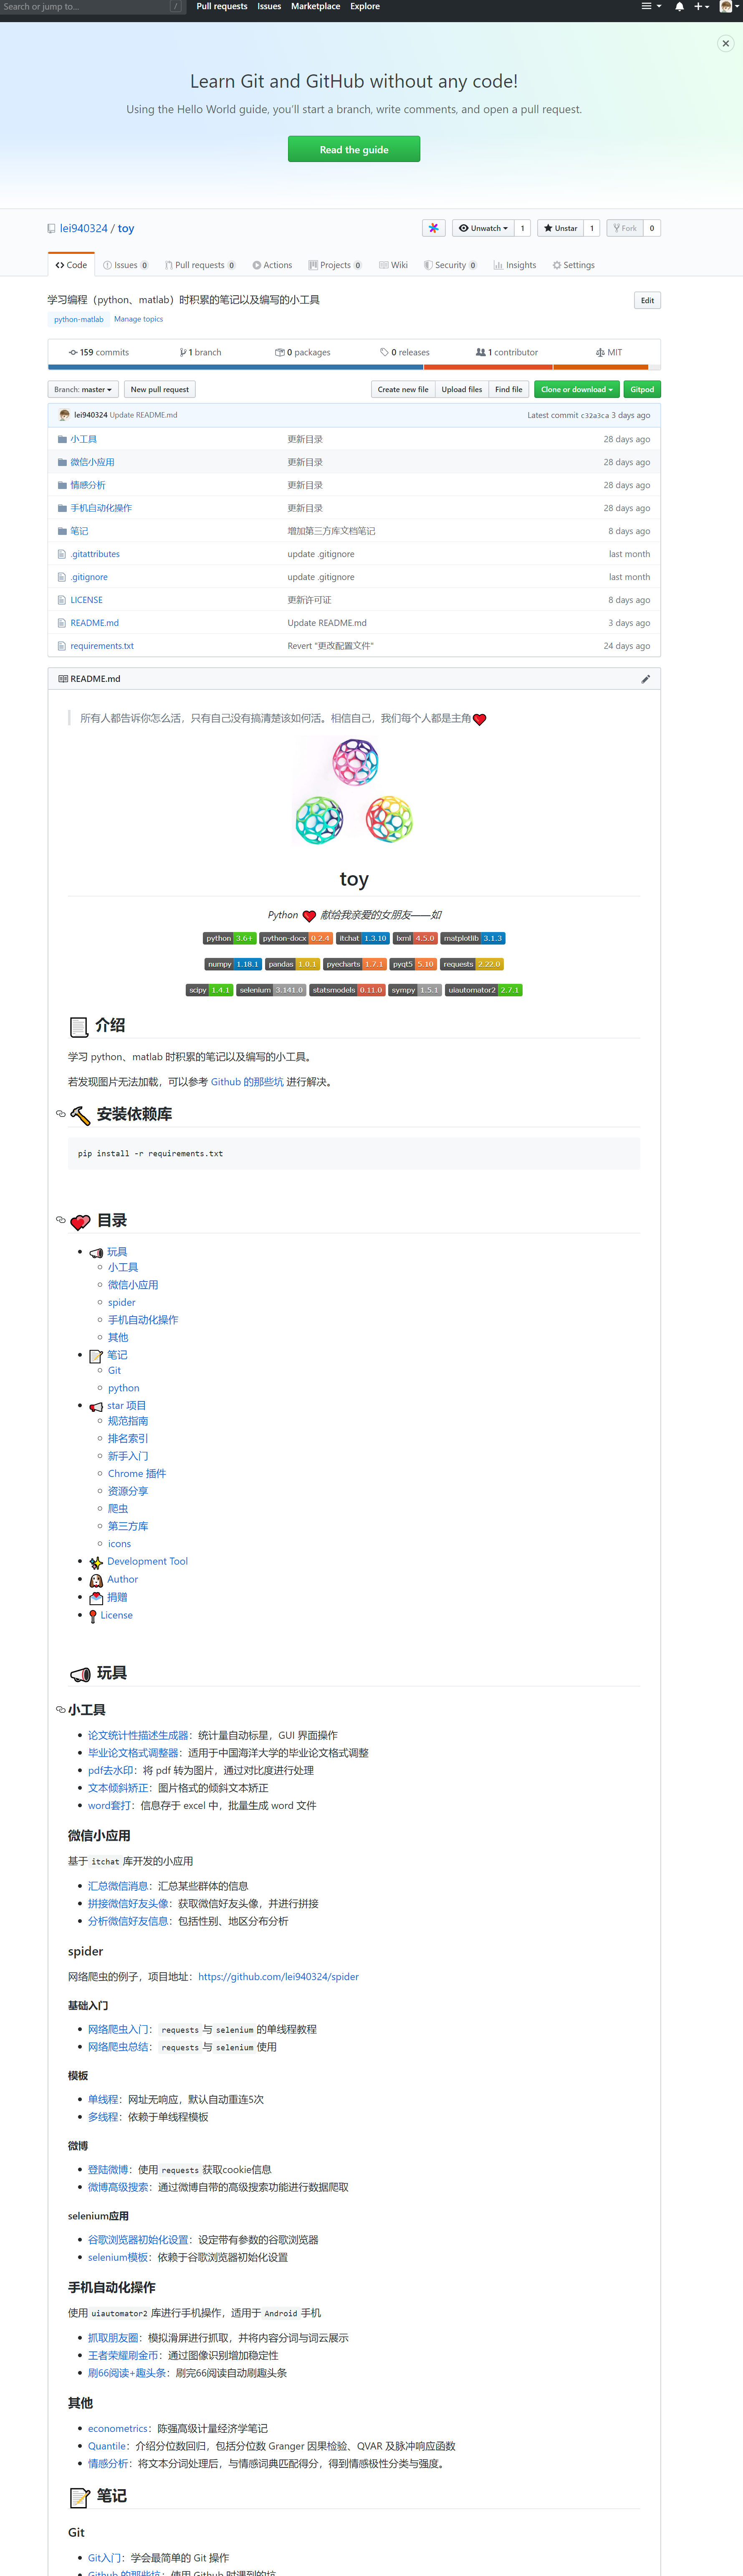 Search or jump to...
/
Pull requests Issues Marketplace Explore
Learn Git and GitHub without any code!
Using the Hello World guide, you'll start a branch, write comments, and open a pull request.
Read the guide
lei940324 / toy
Unwatch 1 Unstar 1 Fork 0
Code Issues 0 Pull requests 0 Actions Projects 0 Wiki Security 0 Insights Settings
学习编程（python、matlab）时积累的笔记以及编写的小工具
Edit
python-matlab Manage topics
159 commits 1 branch 0 packages 0 releases 1 contributor MIT
Branch: master New pull request Create new file Upload files Find file Clone or download Gitpod
lei940324 Update README.md Latest commit c32a3ca 3 days ago
小工具 更新目录 28 days ago
微信小应用 更新目录 28 days ago
情感分析 更新目录 28 days ago
手机自动化操作 更新目录 28 days ago
笔记 增加第三方库文档笔记 8 days ago
.gitattributes update .gitignore last month
.gitignore update .gitignore last month
LICENSE 更新许可证 8 days ago
README.md Update README.md 3 days ago
requirements.txt Revert "更改配置文件" 24 days ago
README.md
所有人都告诉你怎么活，只有自己没有搞清楚该如何活。相信自己，我们每个人都是主角
toy
Python 献给我亲爱的女朋友——如
python 3.6+ python-docx 0.2.4 itchat 1.3.10 lxml 4.5.0 matplotlib 3.1.3
numpy 1.18.1 pandas 1.0.1 pyecharts 1.7.1 pyqt5 5.10 requests 2.22.0
scipy 1.4.1 selenium 3.141.0 statsmodels 0.11.0 sympy 1.5.1 uiautomator2 2.7.1
介绍
学习 python、matlab 时积累的笔记以及编写的小工具。
若发现图片无法加载，可以参考 Github 的那些坑 进行解决。
安装依赖库
pip install -r requirements.txt
目录
玩具
小工具
微信小应用
spider
手机自动化操作
其他
笔记
Git
python
star 项目
规范指南
排名索引
新手入门
Chrome 插件
资源分享
爬虫
第三方库
icons
Development Tool
Author
捐赠
License
玩具
小工具
论文统计性描述生成器：统计量自动标星，GUI 界面操作
毕业论文格式调整器：适用于中国海洋大学的毕业论文格式调整
pdf去水印：将 pdf 转为图片，通过对比度进行处理
文本倾斜矫正：图片格式的倾斜文本矫正
word套打：信息存于 excel 中，批量生成 word 文件
微信小应用
基于 itchat 库开发的小应用
汇总微信消息：汇总某些群体的信息
拼接微信好友头像：获取微信好友头像，并进行拼接
分析微信好友信息：包括性别、地区分布分析
spider
网络爬虫的例子，项目地址：https://github.com/lei940324/spider
基础入门
网络爬虫入门：requests 与 selenium 的单线程教程
网络爬虫总结：requests 与 selenium 使用
模板
单线程：网址无响应，默认自动重连5次
多线程：依赖于单线程模板
微博
登陆微博：使用 requests 获取cookie信息
微博高级搜索：通过微博自带的高级搜索功能进行数据爬取
selenium应用
谷歌浏览器初始化设置：设定带有参数的谷歌浏览器
selenium模板：依赖于谷歌浏览器初始化设置
手机自动化操作
使用 uiautomator2 库进行手机操作，适用于 Android 手机
抓取朋友圈：模拟滑屏进行抓取，并将内容分词与词云展示
王者荣耀刷金币：通过图像识别增加稳定性
刷66阅读+趣头条：刷完66阅读自动刷趣头条
其他
econometrics：陈强高级计量经济学笔记
Quantile：介绍分位数回归，包括分位数 Granger 因果检验、QVAR 及脉冲响应函数
情感分析：将文本分词处理后，与情感词典匹配得分，得到情感极性分类与强度。
笔记
Git
Git入门：学会最简单的 Git 操作
Github 的那些坑：使用 Github 时遇到的坑